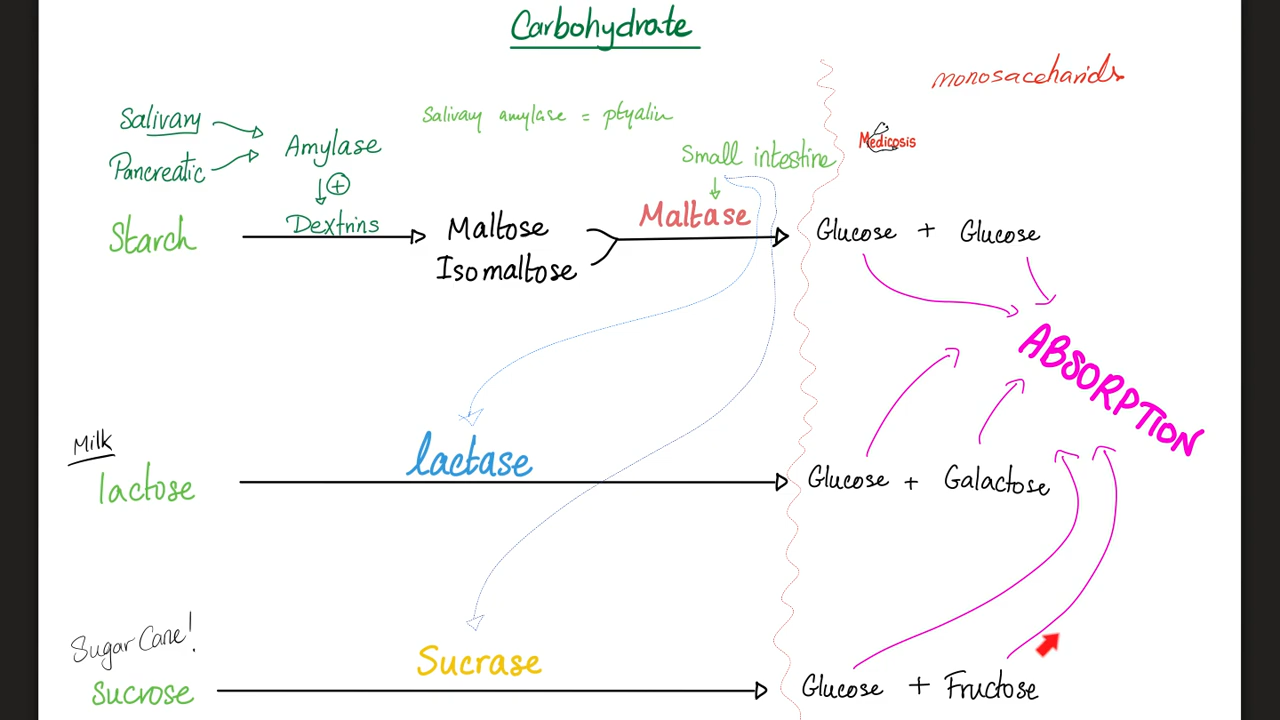 Carbohydrate
monosaccharids
Salivary
Salivary amylase = ptyalin
Medicosis
Amylase
Pancreatic
Small intestine
+
Dextrins
Maltase
Starch
Maltose
Isomaltose
Glucose + Glucose
ABSORPTION
Milk
lactase
lactose
Glucose + Galactose
Sugar Cane!
Sucrase
sucrose
Glucose + Fructose